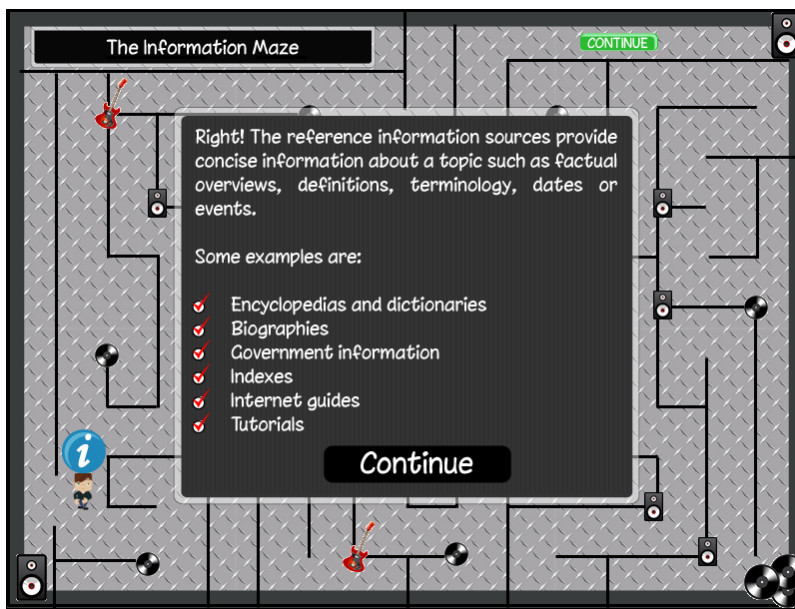 The Information Maze
CONTINUE
Right! The reference information sources provide
concise information about a topic such as factual
overviews, definitions, terminology, dates or
events.
Some examples are:
Encyclopedias and dictionaries
Biographies
Government information
Indexes
Internet guides
Tutorials
i
Continue